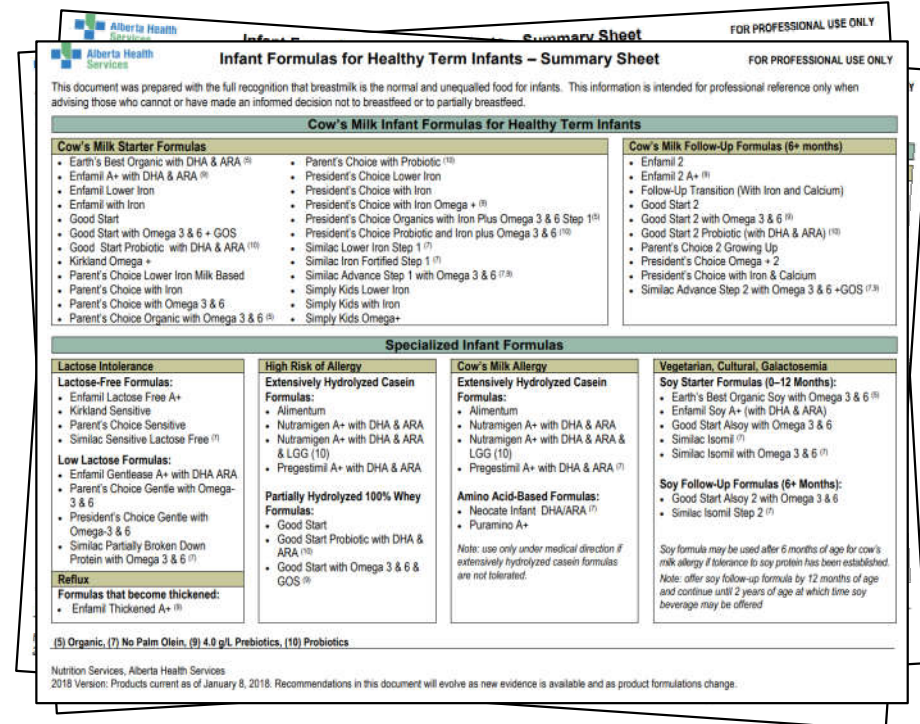 Alberta Health
Services
Summary Sheet
FOR PROFESSIONAL USE ONLY
Alberta Health
Services
Infant Formulas for Healthy Term Infants – Summary Sheet
FOR PROFESSIONAL USE ONLY
This document was prepared with the full recognition that breastmilk is the normal and unequalled food for infants. This information is intended for professional reference only when
advising those who cannot or have made an informed decision not to breastfeed or to partially breastfeed.
Cow's Milk Infant Formulas for Healthy Term Infants
Cow's Milk Starter Formulas
• Earth's Best Organic with DHA & ARA (5)
• Enfamil A+ with DHA & ARA (9)
• Enfamil Lower Iron
• Enfamil with Iron
• Good Start
• Good Start with Omega 3 & 6 + GOS
• Good Start Probiotic with DHA & ARA (10)
• Kirkland Omega +
• Parent's Choice Lower Iron Milk Based
• Parent's Choice with Iron
• Parent's Choice with Omega 3 & 6
• Parent's Choice Organic with Omega 3 & 6 (5)
• Parent's Choice with Probiotic (10)
• President's Choice Lower Iron
• President's Choice with Iron
• President's Choice with Iron Omega + (9)
• President's Choice Organics with Iron Plus Omega 3 & 6 Step 1(5)
• President's Choice Probiotic and Iron plus Omega 3 & 6 (10)
• Similac Lower Iron Step 1 (7)
• Similac Iron Fortified Step 1 (7)
• Similac Advance Step 1 with Omega 3 & 6 (7,9)
• Simply Kids Lower Iron
• Simply Kids with Iron
• Simply Kids Omega+
Cow's Milk Follow-Up Formulas (6+ months)
• Enfamil 2
• Enfamil 2 A+ (9)
• Follow-Up Transition (With Iron and Calcium)
• Good Start 2
• Good Start 2 with Omega 3 & 6 (9)
• Good Start 2 Probiotic (with DHA & ARA) (10)
• Parent's Choice 2 Growing Up
• President's Choice Omega + 2
• President's Choice with Iron & Calcium
• Similac Advance Step 2 with Omega 3 & 6 +GOS (7,9)
Specialized Infant Formulas
Lactose Intolerance
Lactose-Free Formulas:
• Enfamil Lactose Free A+
• Kirkland Sensitive
• Parent's Choice Sensitive
• Similac Sensitive Lactose Free (7)
Low Lactose Formulas:
• Enfamil Gentlease A+ with DHA ARA
• Parent's Choice Gentle with Omega-
3 & 6
• President's Choice Gentle with
Omega-3 & 6
• Similac Partially Broken Down
Protein with Omega 3 & 6 (7)
Reflux
Formulas that become thickened:
• Enfamil Thickened A+ (9)
High Risk of Allergy
Extensively Hydrolyzed Casein
Formulas:
• Alimentum
• Nutramigen A+ with DHA & ARA
• Nutramigen A+ with DHA & ARA
& LGG (10)
• Pregestimil A+ with DHA & ARA
Partially Hydrolyzed 100% Whey
Formulas:
• Good Start
• Good Start Probiotic with DHA &
ARA (10)
• Good Start with Omega 3 & 6 &
GOS (9)
Cow's Milk Allergy
Extensively Hydrolyzed Casein
Formulas:
• Alimentum
• Nutramigen A+ with DHA & ARA
• Nutramigen A+ with DHA & ARA &
LGG (10)
• Pregestimil A+ with DHA & ARA (7)
Amino Acid-Based Formulas:
• Neocate Infant DHA/ARA (7)
• Puramino A+
Note: use only under medical direction if
extensively hydrolyzed casein formulas
are not tolerated.
Vegetarian, Cultural, Galactosemia
Soy Starter Formulas (0–12 Months):
• Earth's Best Organic Soy with Omega 3 & 6 (5)
• Enfamil Soy A+ (with DHA & ARA)
• Good Start Alsoy with Omega 3 & 6
• Similac Isomil (7)
• Similac Isomil with Omega 3 & 6 (7)
Soy Follow-Up Formulas (6+ Months):
• Good Start Alsoy 2 with Omega 3 & 6
• Similac Isomil Step 2 (7)
Soy formula may be used after 6 months of age for cow's
milk allergy if tolerance to soy protein has been established.
Note: offer soy follow-up formula by 12 months of age
and continue until 2 years of age at which time soy
beverage may be offered
(5) Organic, (7) No Palm Olein, (9) 4.0 g/L Prebiotics, (10) Probiotics
Nutrition Services, Alberta Health Services
2018 Version: Products current as of January 8, 2018. Recommendations in this document will evolve as new evidence is available and as product formulations change.